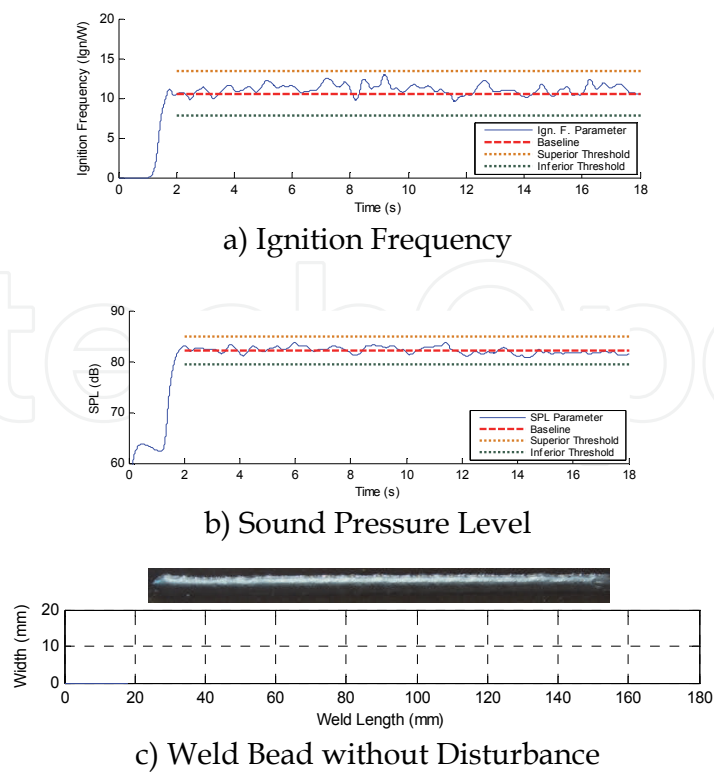 20
15
10
5
0
Ignition Frequency (Ign/W)
Ign. F. Parameter
Baseline
Superior Threshold
Inferior Threshold
0 2 4 6 8 10 12 14 16 18
Time (s)
a) Ignition Frequency
90
80
70
60
SPL (dB)
SPL Parameter
Baseline
Superior Threshold
Inferior Threshold
0 2 4 6 8 10 12 14 16 18
Time (s)
b) Sound Pressure Level
20
10
0
Width (mm)
0 20 40 60 80 100 120 140 160 180
Weld Length (mm)
c) Weld Bead without Disturbance